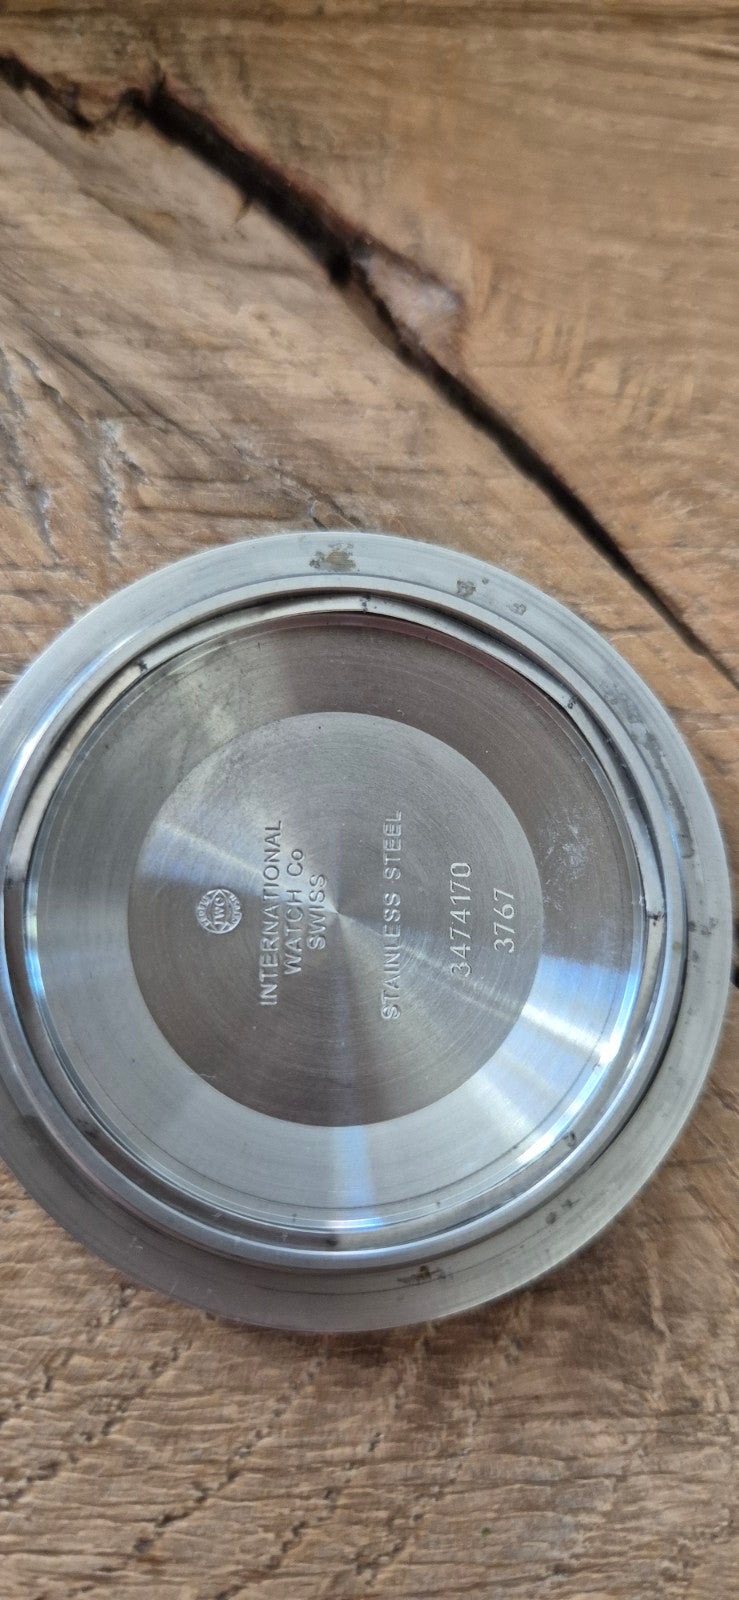 INTERNATIONAL
WATCH Co
SWISS
STAINLESS STEEL
3474170
3767